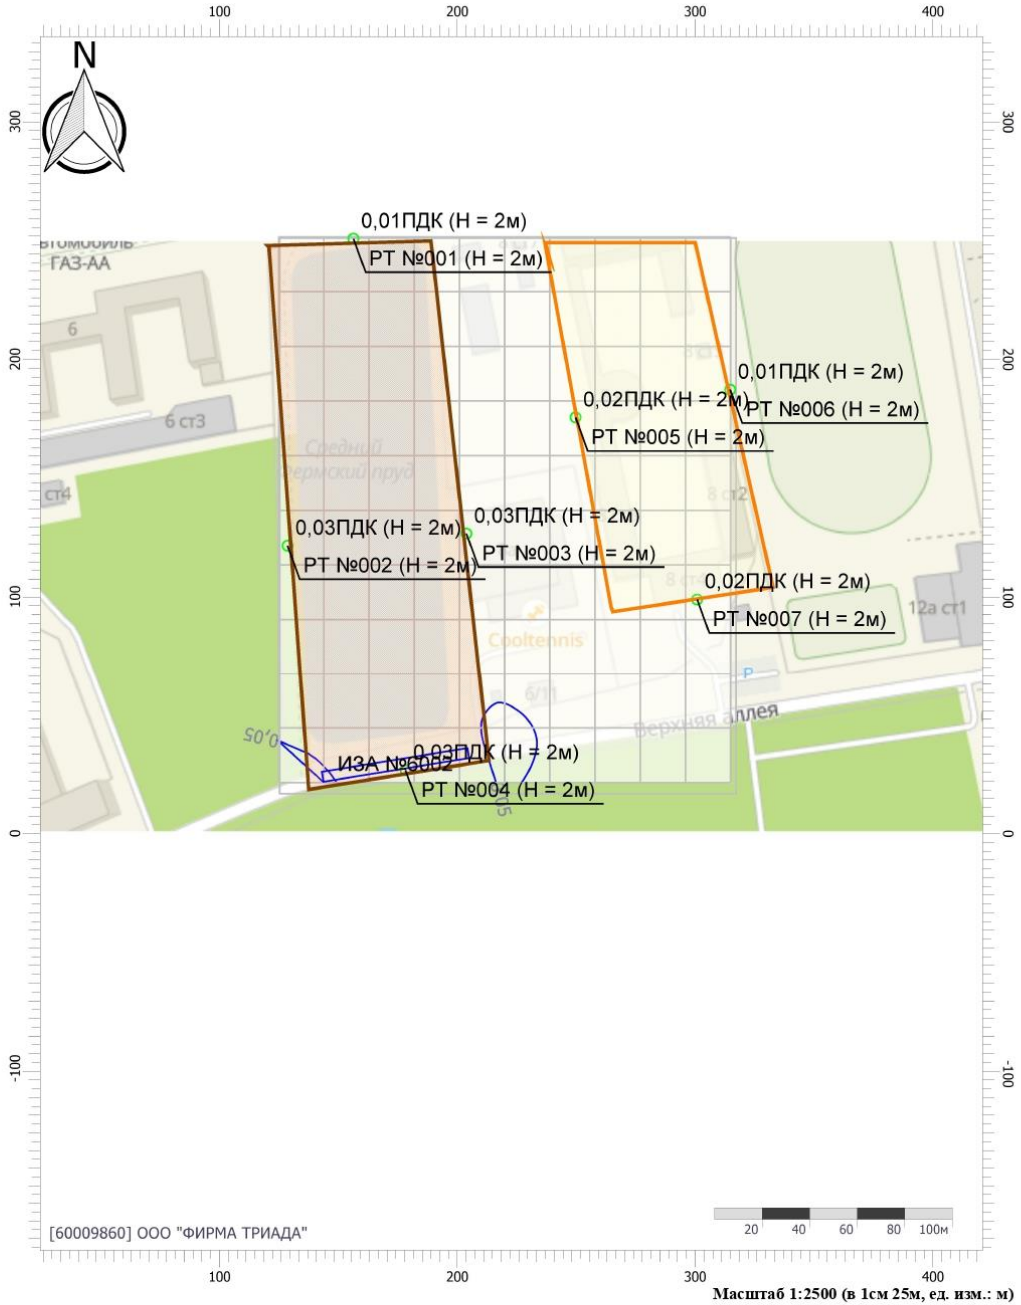 100 200 300 400
N
300 300
0,01ПДК (Н = 2м)
РТ №001 (Н = 2м)
ГАЗ-АА
6
200 200
0,01ПДК (Н = 2м)
РТ №006 (Н = 2м)
0,02ПДК (Н = 2м)
РТ №005 (Н = 2м)
6 ст3
Средний
Фермский пруд
ст4
8 ст2
0,03ПДК (Н = 2м)
РТ №003 (Н = 2м)
0,03ПДК (Н = 2м)
РТ №002 (Н = 2м)
100 100
0,02ПДК (Н = 2м)
РТ №007 (Н = 2м)
12а ст1
Cooltennis
P
6/11
Верхняя аллея
0,05
0,03ПДК (Н = 2м)
ИЗА №6002
РТ №004 (Н = 2м)
0 0
-100 -100
[60009860] ООО "ФИРМА ТРИАДА"
20 40 60 80 100м
100 200 300 400
Масштаб 1:2500 (в 1см 25м, ед. изм.: м)